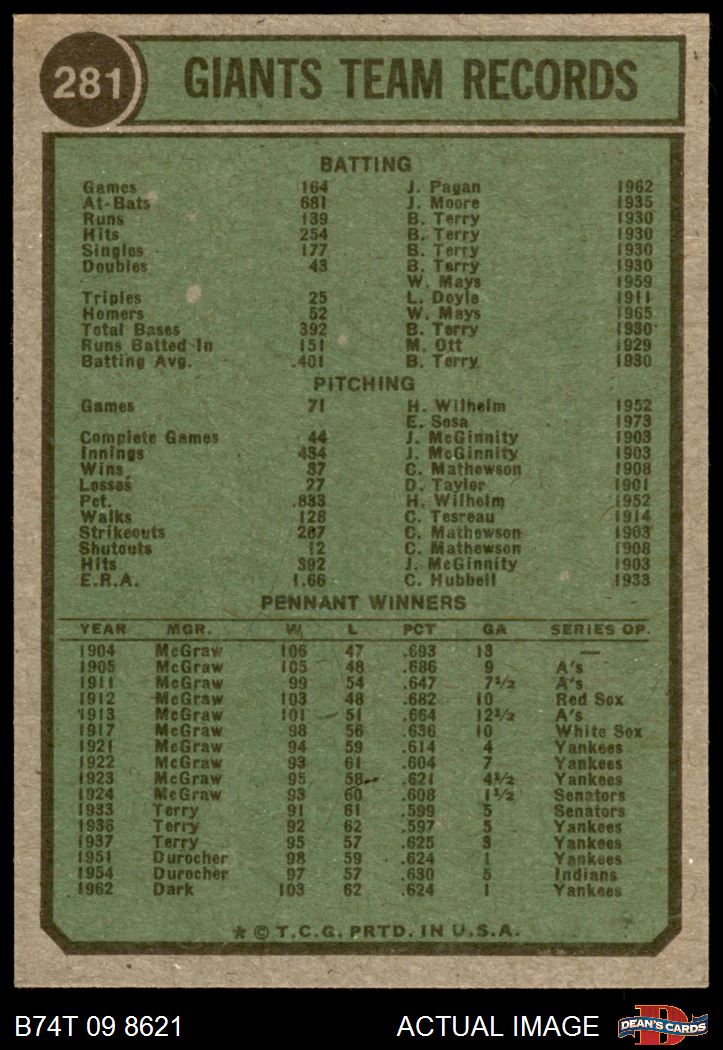 281 GIANTS TEAM RECORDS
BATTING
Games 164 J. Pagan 1962
At-Bats 681 J. Moore 1935
Runs 139 B. Terry 1930
Hits 254 B. Terry 1930
Singles 177 B. Terry 1930
Doubles 43 B. Terry 1930
W. Mays 1959
Triples 25 L. Doyle 1911
Homers 52 W. Mays 1965
Total Bases 392 B. Terry 1930
Runs Batted In 151 M. Ott 1929
Batting Avg. .401 B. Terry 1930
PITCHING
Games 71 H. Wilhelm 1952
E. Sosa 1973
Complete Games 44 J. McGinnity 1903
Innings 434 J. McGinnity 1903
Wins 37 C. Mathewson 1908
Losses 27 D. Taylor 1901
Pct. .833 H. Wilhelm 1952
Walks 128 C. Tesreau 1914
Strikeouts 267 C. Mathewson 1903
Shutouts 12 C. Mathewson 1908
Hits 392 J. McGinnity 1903
E.R.A. 1.66 C. Hubbell 1933
PENNANT WINNERS
YEAR MGR. W L PCT GA SERIES OP.
1904 McGraw 106 47 .693 13 —
1905 McGraw 105 48 .686 9 A's
1911 McGraw 99 54 .647 7½ A's
1912 McGraw 103 48 .682 10 Red Sox
1913 McGraw 101 51 .664 12½ A's
1917 McGraw 98 56 .636 10 White Sox
1921 McGraw 94 59 .614 4 Yankees
1922 McGraw 93 61 .604 7 Yankees
1923 McGraw 95 58 .621 4½ Yankees
1924 McGraw 93 60 .608 1½ Senators
1933 Terry 91 61 .599 5 Senators
1936 Terry 92 62 .597 5 Yankees
1937 Terry 95 57 .625 3 Yankees
1951 Durocher 98 59 .624 1 Yankees
1954 Durocher 97 57 .630 5 Indians
1962 Dark 103 62 .624 1 Yankees
* © T.C.G. PRTD. IN U.S.A.
B74T 09 8621 ACTUAL IMAGE D DEAN'S CARDS